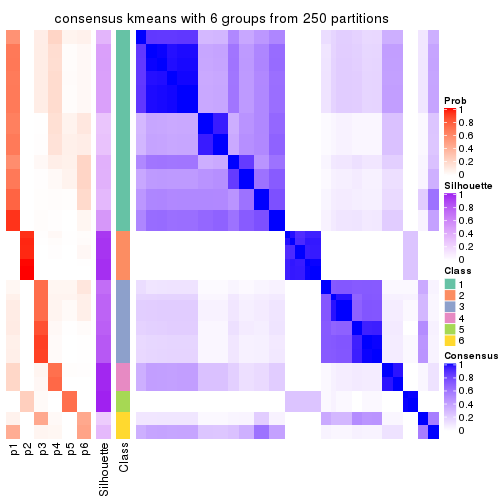 consensus kmeans with 6 groups from 250 partitions
Prob
1
0.8
0.6
0.4
0.2
0
Silhouette
1
0.8
0.6
0.4
0.2
0
Class
1
2
3
4
5
6
Consensus
1
0.8
0.6
0.4
0.2
0
p1
p2
p3
p4
p5
p6
Silhouette
Class